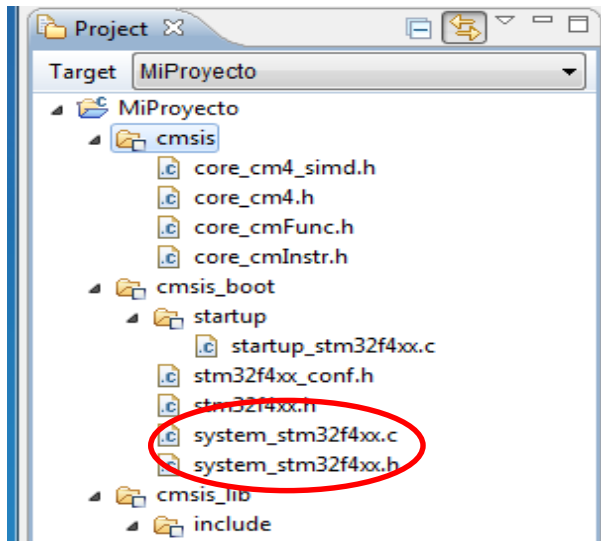 Project
Target MiProyecto
MiProyecto
cmsis
core_cm4_simd.h
core_cm4.h
core_cmFunc.h
core_cmInstr.h
cmsis_boot
startup
startup_stm32f4xx.c
stm32f4xx_conf.h
stm32f4xx.h
system_stm32f4xx.c
system_stm32f4xx.h
cmsis_lib
include